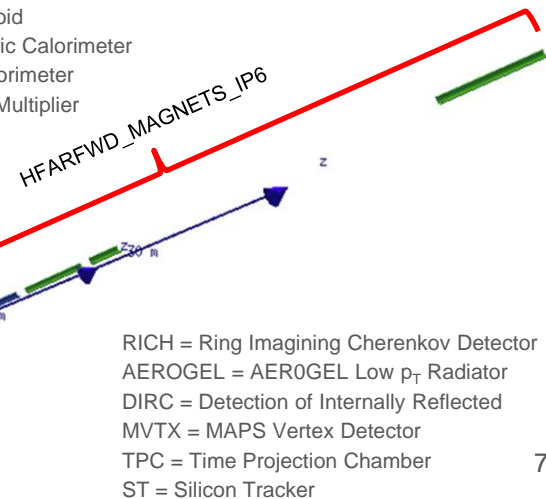 oid
ic Calorimeter
orimeter
Multiplier
HFARFWD_MAGNETS_IP6
z
z30 m
m
RICH = Ring Imagining Cherenkov Detector
AEROGEL = AER0GEL Low pT Radiator
DIRC = Detection of Internally Reflected
MVTX = MAPS Vertex Detector
TPC = Time Projection Chamber
ST = Silicon Tracker
7